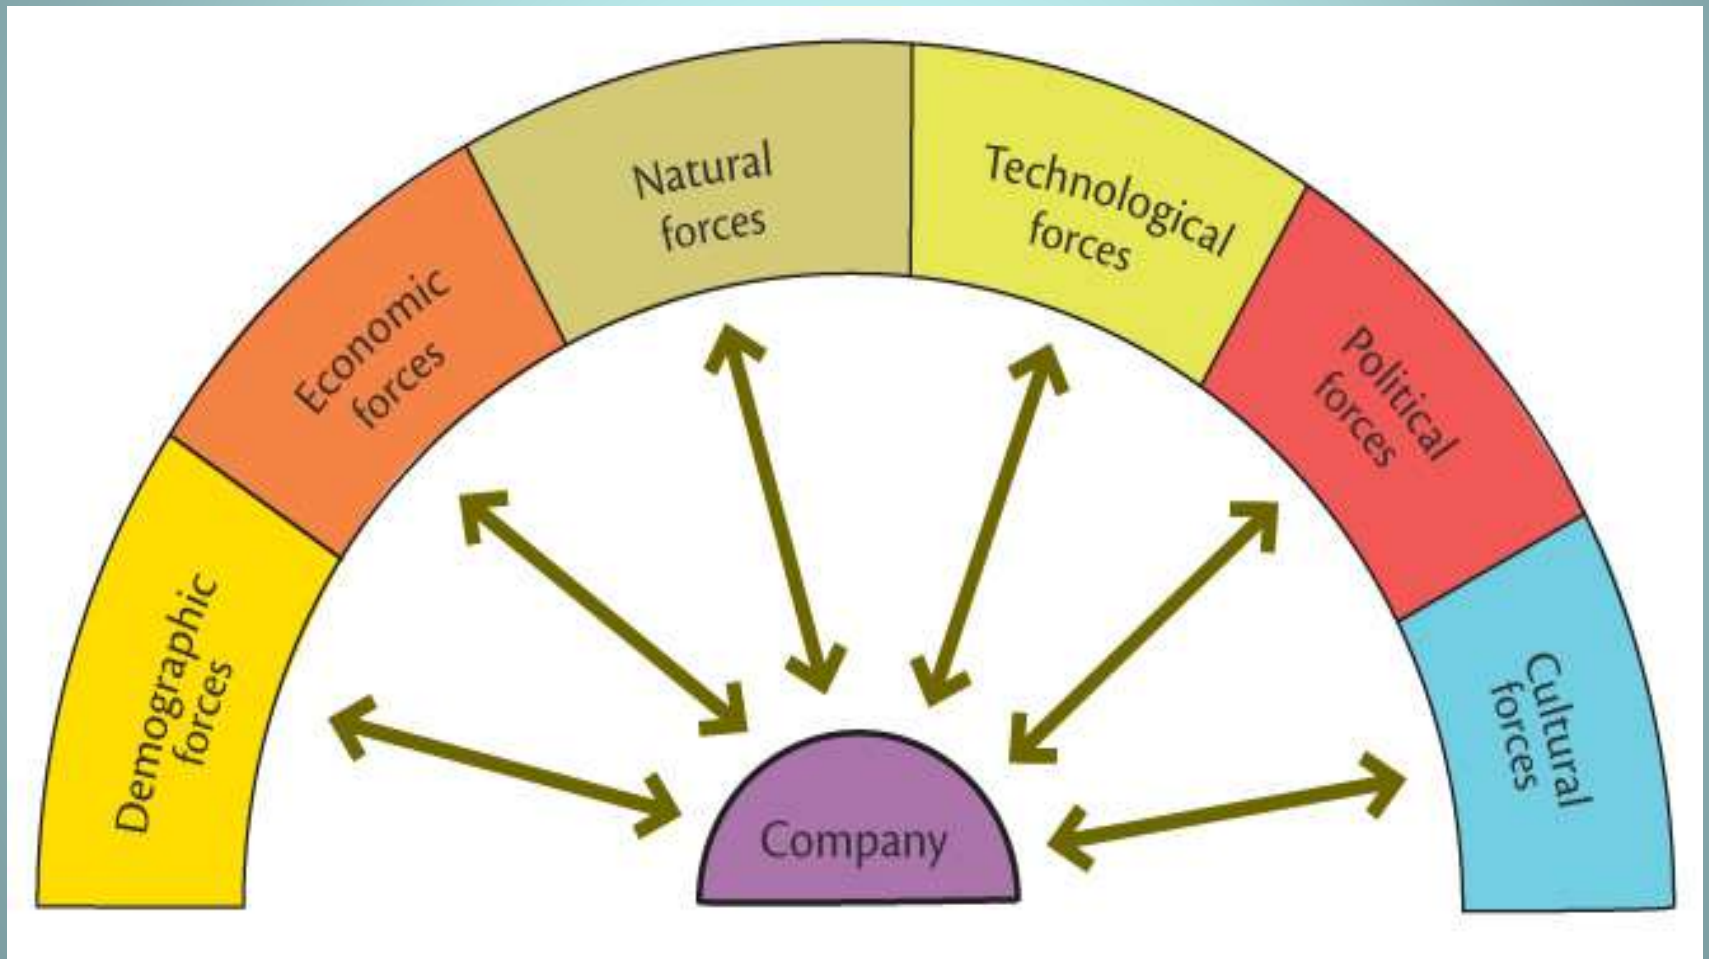 Natural
forces
Technological
forces
Economic
forces
Political
forces
Demographic
forces
Cultural
forces
Company